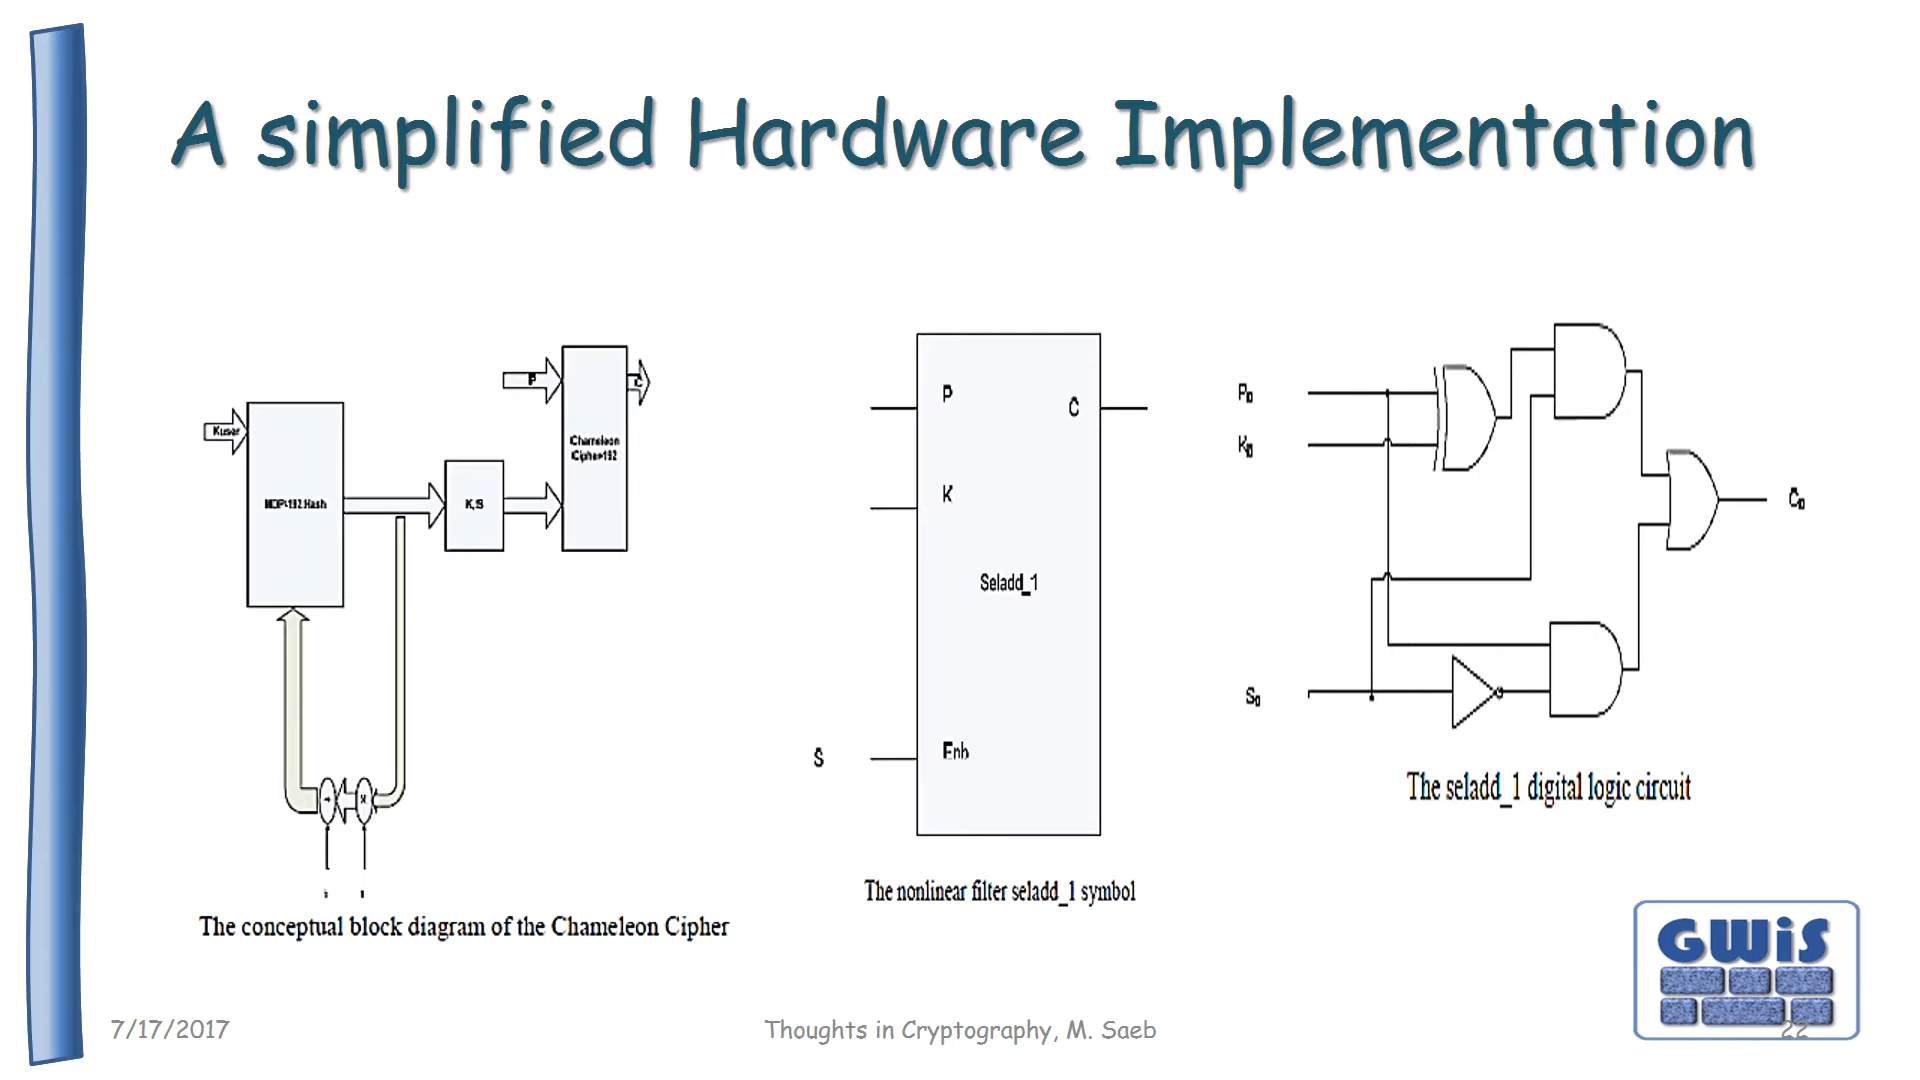 A simplified Hardware Implementation
Kuser
MDP-192 Hash
K,S
P
C
Chameleon
Cipher-192
The conceptual block diagram of the Chameleon Cipher
P
C
K
Seladd_1
S
Enb
The nonlinear filter seladd_1 symbol
P0
K0
S0
C0
The seladd_1 digital logic circuit
GWiS
7/17/2017
Thoughts in Cryptography, M. Saeb
22